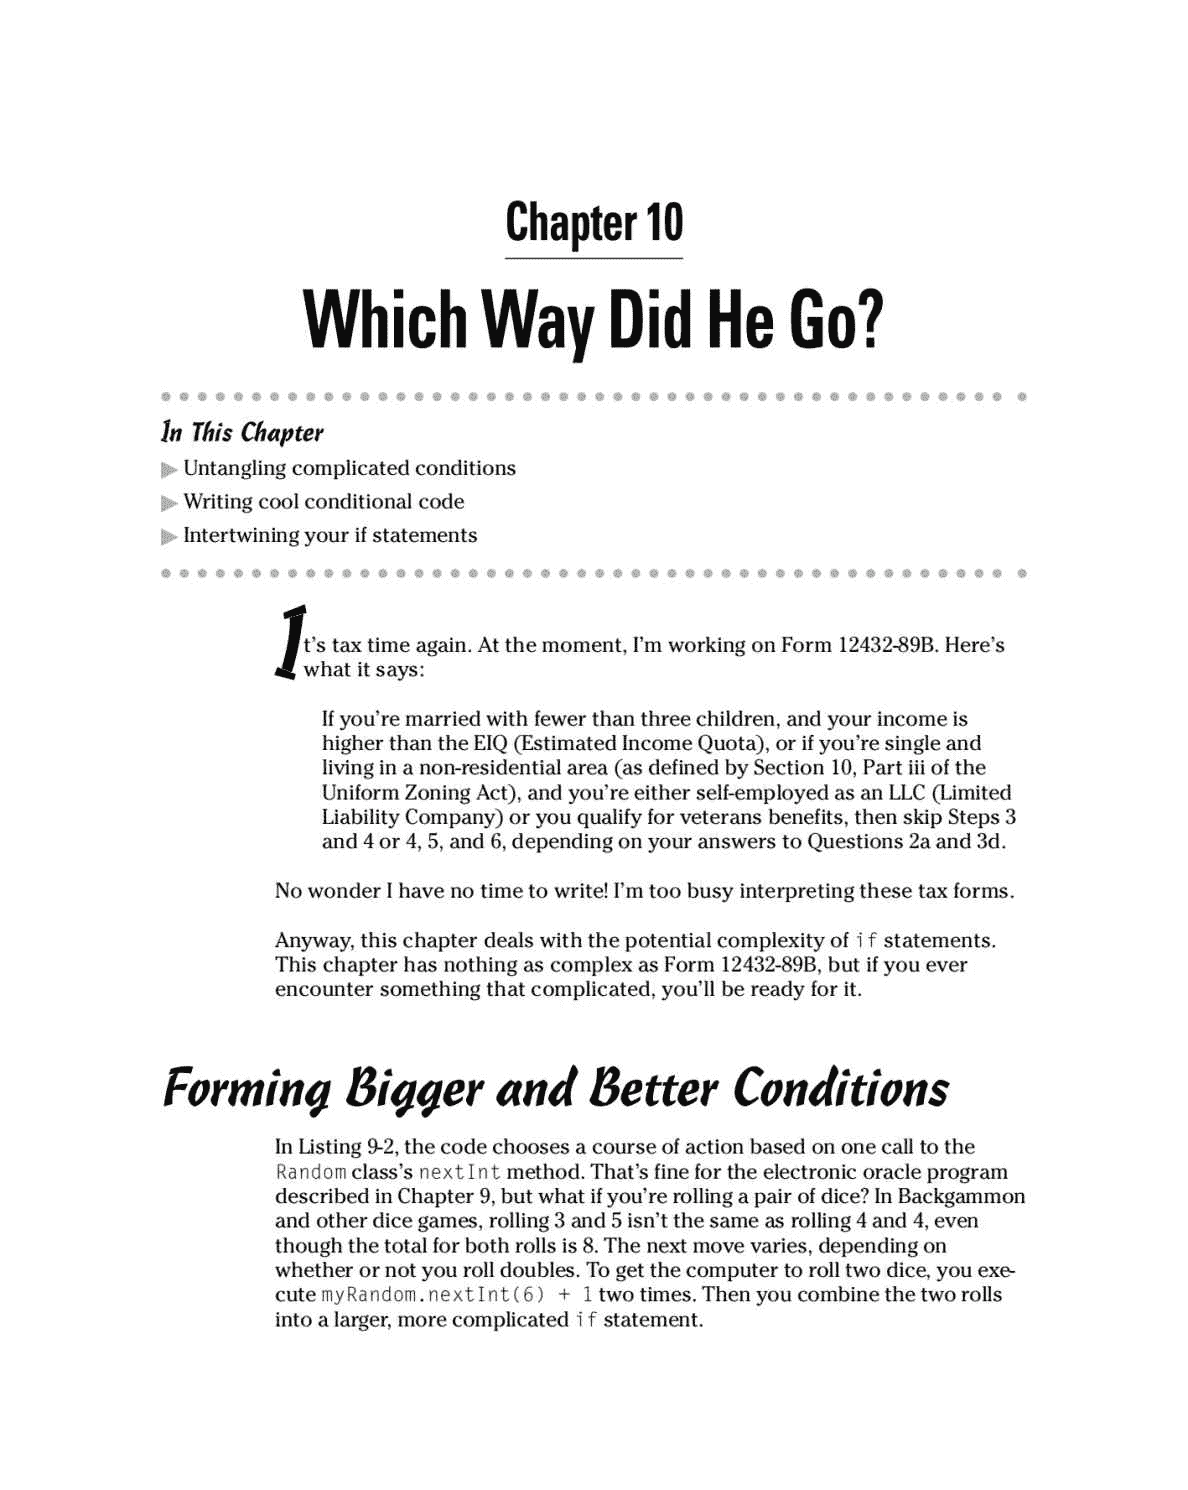 Chapter 10
Which Way Did He Go?
In This Chapter
Untangling complicated conditions
Writing cool conditional code
Intertwining your if statements
It’s tax time again. At the moment, I’m working on Form 12432-89B. Here’s
what it says:
If you’re married with fewer than three children, and your income is
higher than the EIQ (Estimated Income Quota), or if you’re single and
living in a non-residential area (as defined by Section 10, Part iii of the
Uniform Zoning Act), and you’re either self-employed as an LLC (Limited
Liability Company) or you qualify for veterans benefits, then skip Steps 3
and 4 or 4, 5, and 6, depending on your answers to Questions 2a and 3d.
No wonder I have no time to write! I’m too busy interpreting these tax forms.
Anyway, this chapter deals with the potential complexity of if statements.
This chapter has nothing as complex as Form 12432-89B, but if you ever
encounter something that complicated, you’ll be ready for it.
Forming Bigger and Better Conditions
In Listing 9-2, the code chooses a course of action based on one call to the
Random class’s nextInt method. That’s fine for the electronic oracle program
described in Chapter 9, but what if you’re rolling a pair of dice? In Backgammon
and other dice games, rolling 3 and 5 isn’t the same as rolling 4 and 4, even
though the total for both rolls is 8. The next move varies, depending on
whether or not you roll doubles. To get the computer to roll two dice, you exe-
cute myRandom.nextInt(6) + 1 two times. Then you combine the two rolls
into a larger, more complicated if statement.